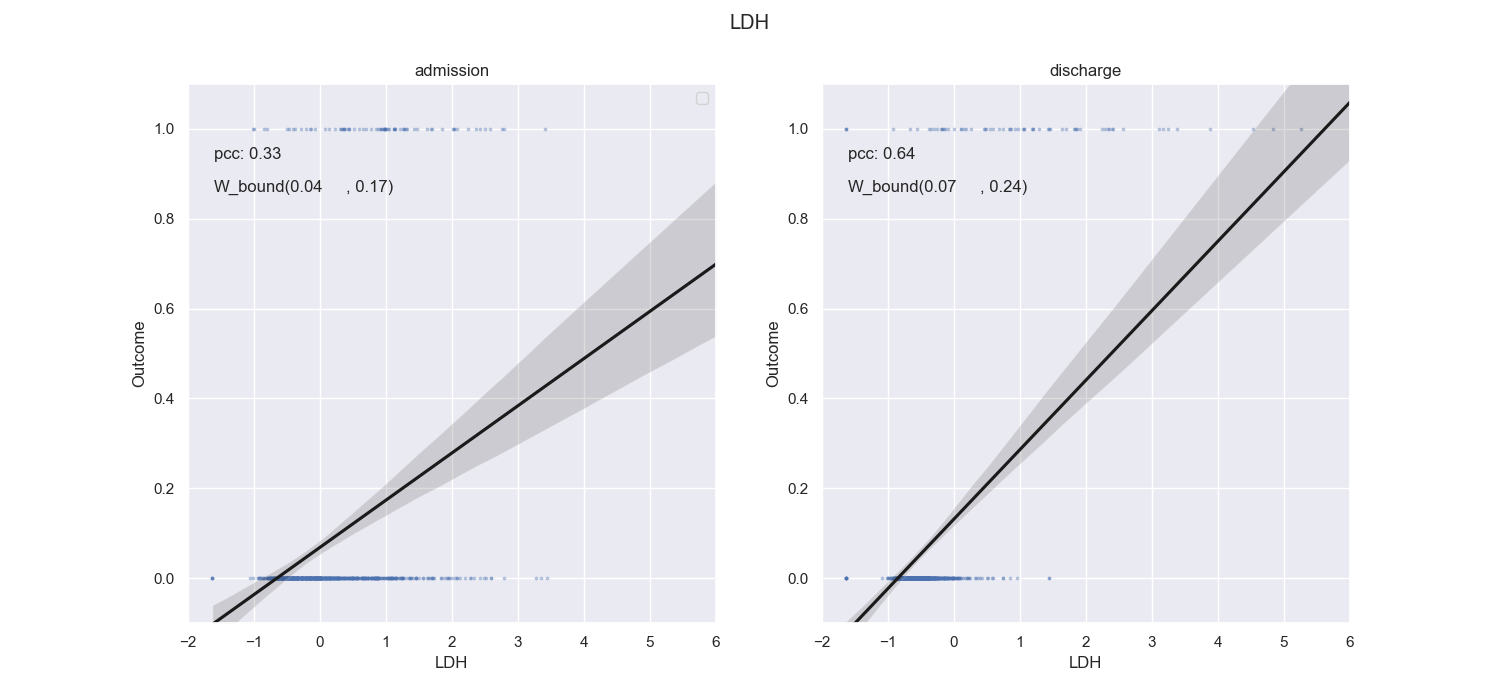 LDH
admission
1.0
0.8
0.6
0.4
0.2
0.0
Outcome
pcc: 0.33
W_bound(0.04 , 0.17)
−2 −1 0 1 2 3 4 5 6
LDH
discharge
1.0
0.8
0.6
0.4
0.2
0.0
Outcome
pcc: 0.64
W_bound(0.07 , 0.24)
−2 −1 0 1 2 3 4 5 6
LDH